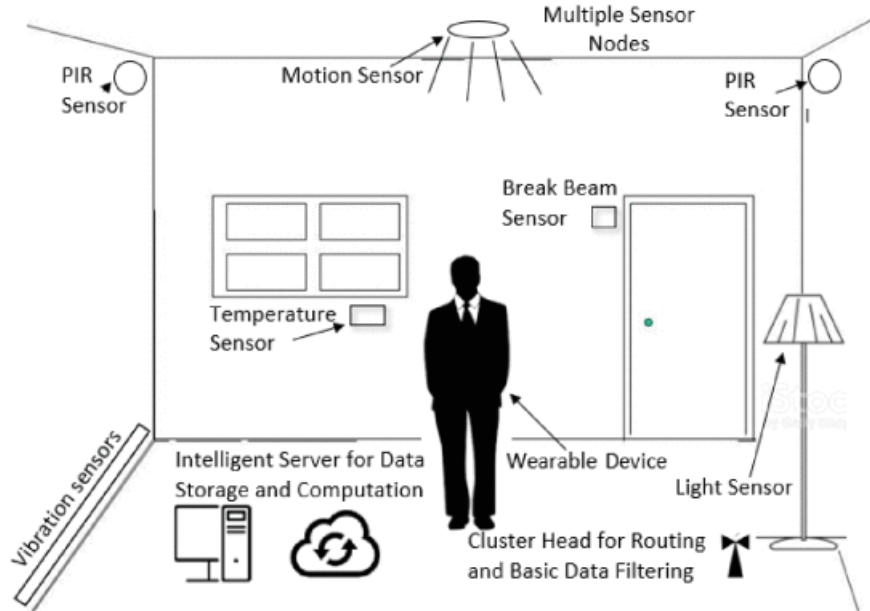 Multiple Sensor
Nodes
Motion Sensor
PIR
Sensor
PIR
Sensor
Break Beam
Sensor
Temperature
Sensor
Vibration sensors
Intelligent Server for Data
Storage and Computation
Wearable Device
Light Sensor
Cluster Head for Routing
and Basic Data Filtering